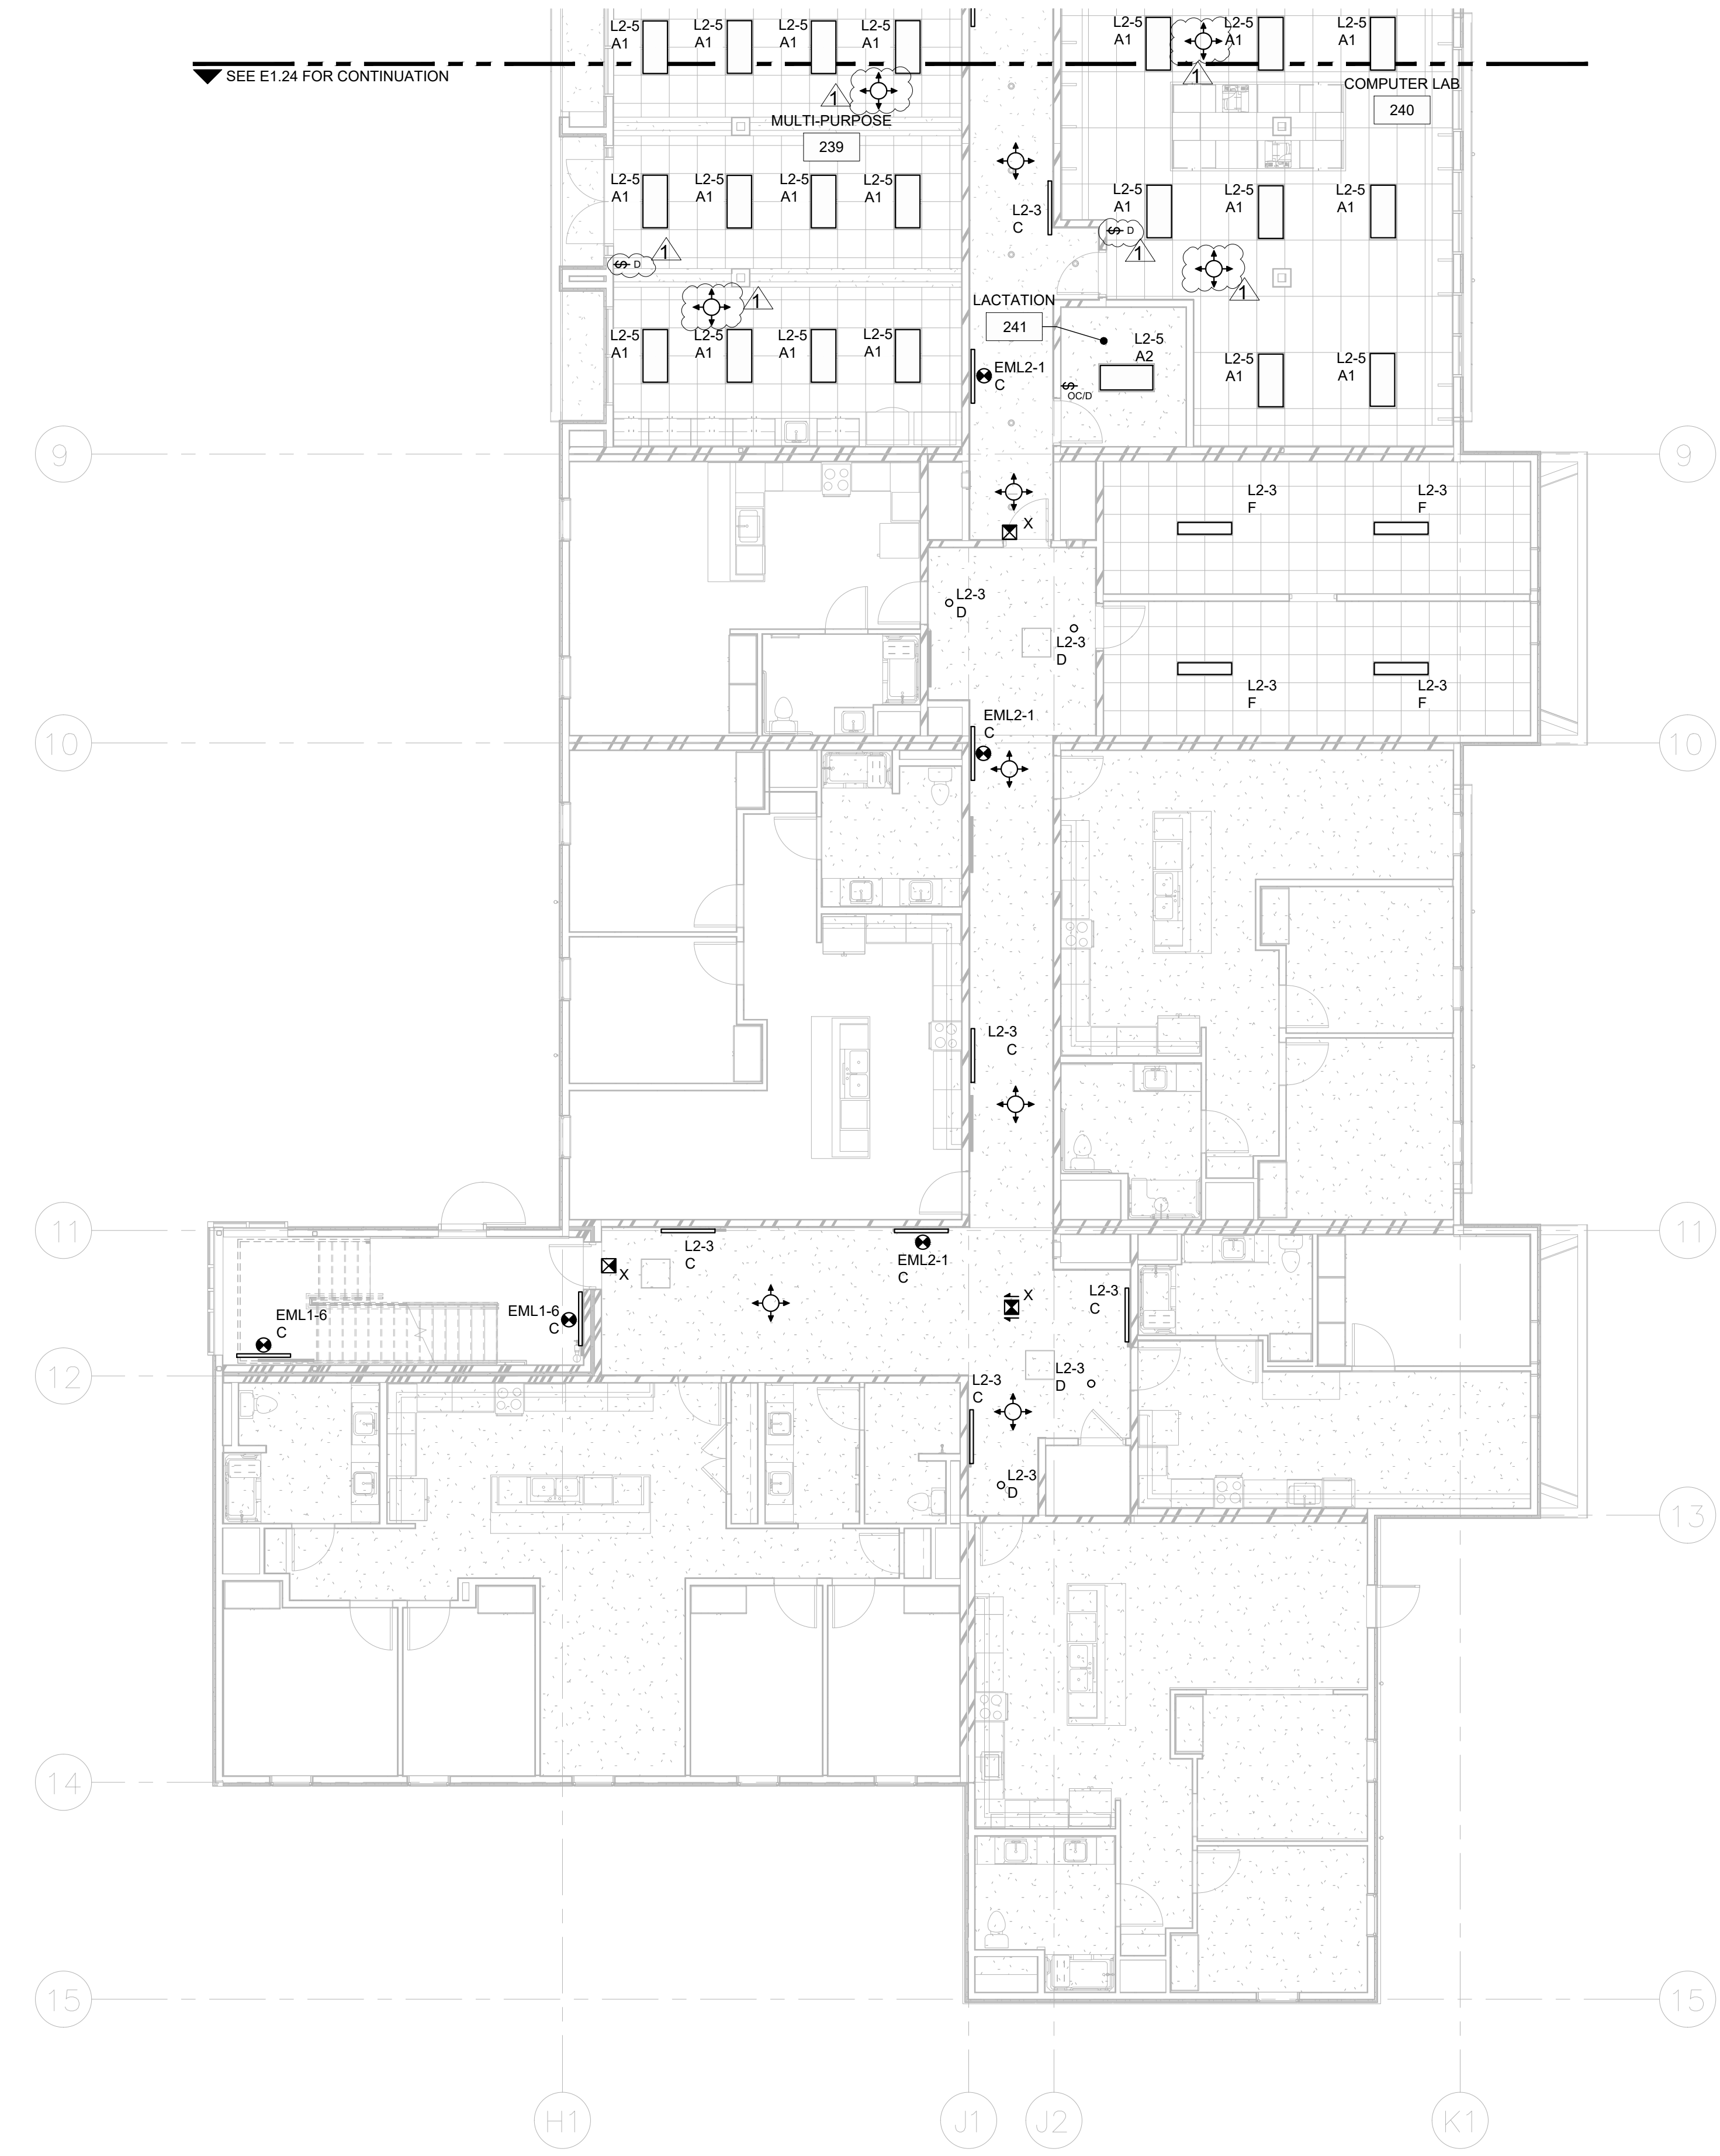 L2-5
A1
L2-5
A1
L2-5
A1
L2-5
A1
L2-5
A1
L2-5
A1
L2-5
A1
SEE E1.24 FOR CONTINUATION
1
1
COMPUTER LAB
240
MULTI-PURPOSE
239
L2-5
A1
L2-5
A1
L2-5
A1
L2-5
A1
L2-3
C
L2-5
A1
L2-5
A1
L2-5
A1
$ D
1
$ D
1
1
1
LACTATION
241
L2-5
A1
L2-5
A1
L2-5
A1
L2-5
A1
EML2-1
C
L2-5
A2
$
OC/D
L2-5
A1
L2-5
A1
9
9
L2-3
F
L2-3
F
X
L2-3
D
L2-3
D
L2-3
F
L2-3
F
EML2-1
C
10
10
L2-3
C
11
11
L2-3
C
EML2-1
C
X
X
L2-3
C
EML1-6
C
EML1-6
C
12
L2-3
D
L2-3
C
L2-3
D
13
14
15
15
H1
J1
J2
K1